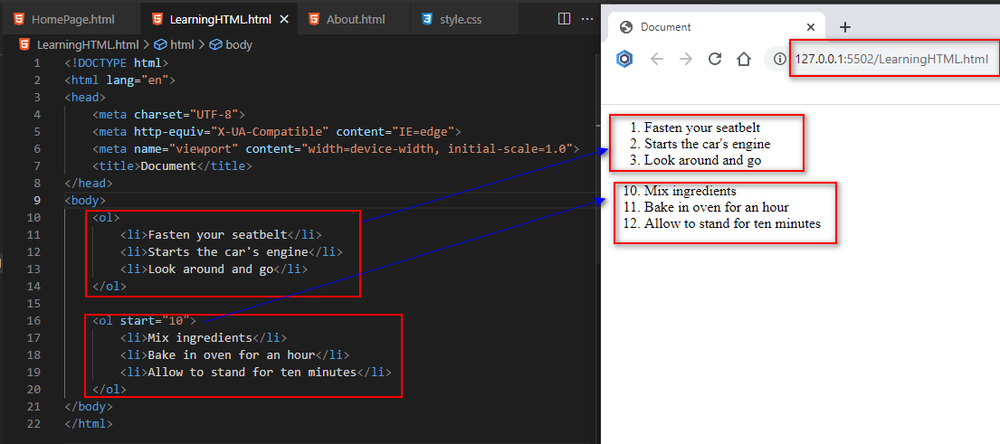 HomePage.html LearningHTML.html × About.html style.css ···
LearningHTML.html > html > body
1 <!DOCTYPE html>
2 <html lang="en">
3 <head>
4 <meta charset="UTF-8">
5 <meta http-equiv="X-UA-Compatible" content="IE=edge">
6 <meta name="viewport" content="width=device-width, initial-scale=1.0">
7 <title>Document</title>
8 </head>
9 <body>
10 <ol>
11 <li>Fasten your seatbelt</li>
12 <li>Starts the car's engine</li>
13 <li>Look around and go</li>
14 </ol>
15
16 <ol start="10">
17 <li>Mix ingredients</li>
18 <li>Bake in oven for an hour</li>
19 <li>Allow to stand for ten minutes</li>
20 </ol>
21 </body>
22 </html>
Document × +
127.0.0.1:5502/LearningHTML.html
1. Fasten your seatbelt
2. Starts the car's engine
3. Look around and go
10. Mix ingredients
11. Bake in oven for an hour
12. Allow to stand for ten minutes